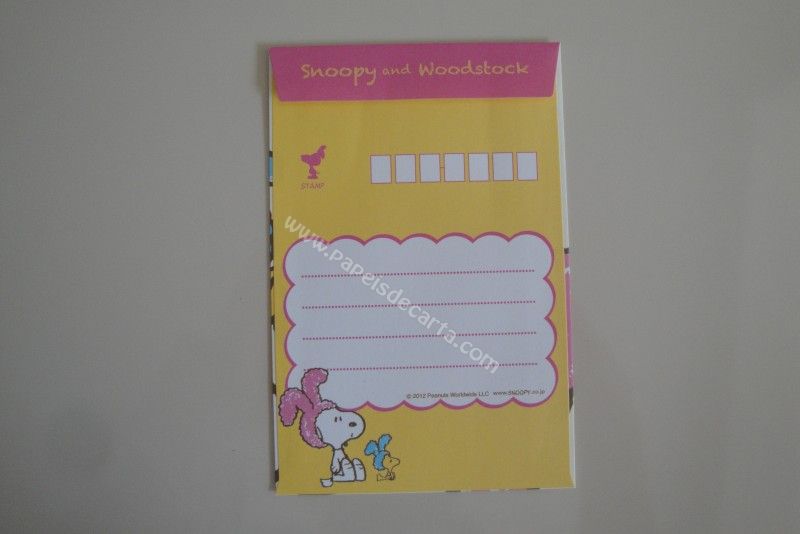 Snoopy and Woodstock
STAMP
www.papeisdecarta.com
© 2012 Peanuts Worldwide LLC www.SNOOPY.co.jp